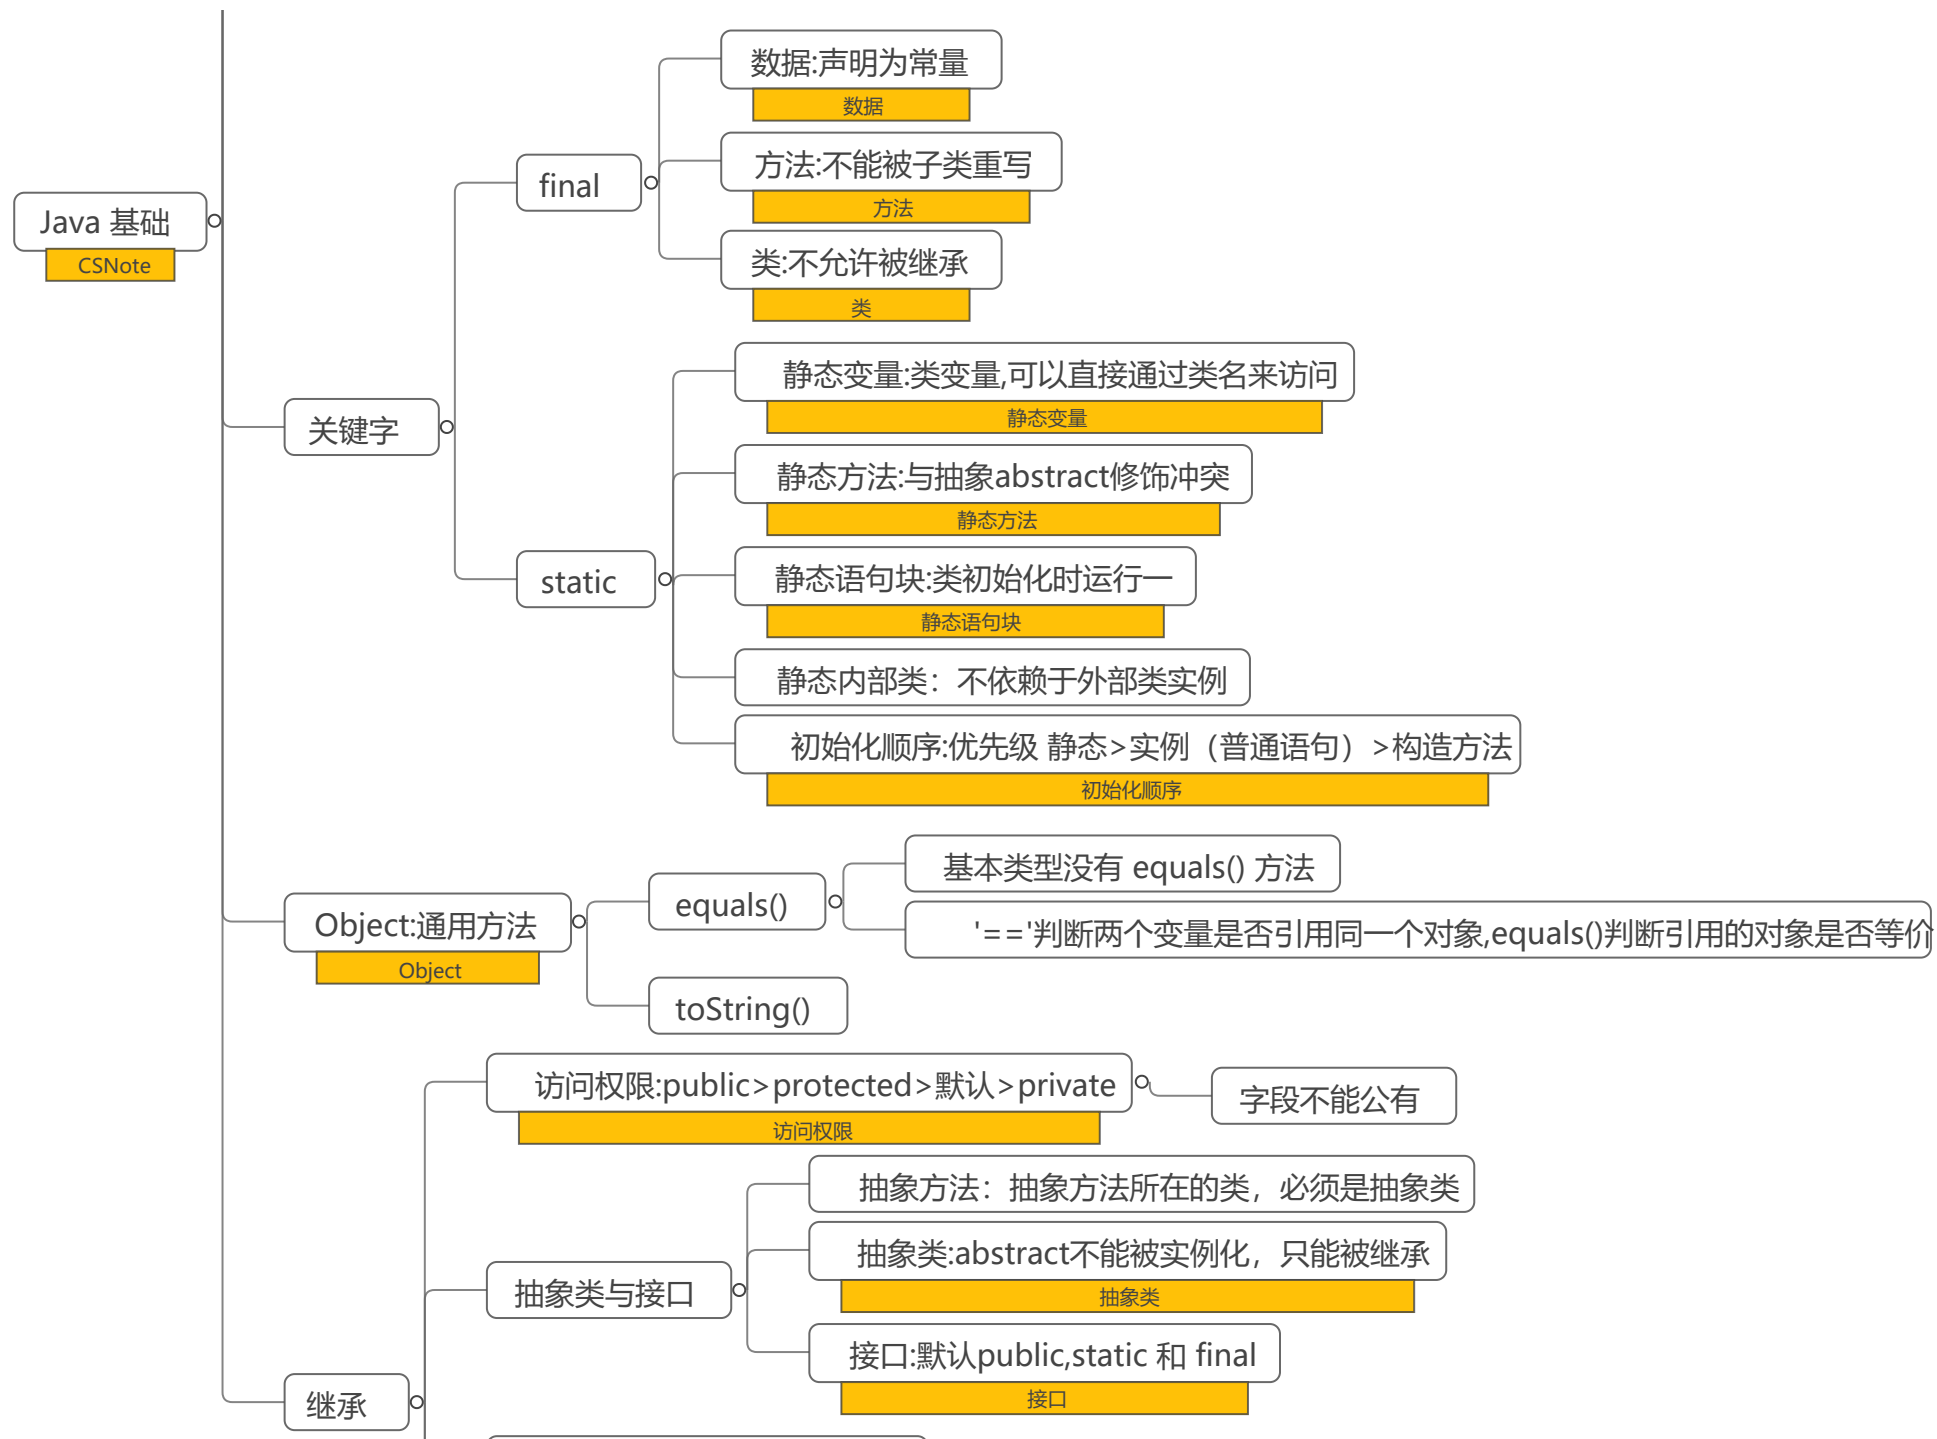 Java 基础
CSNote
关键字
final
数据:声明为常量
数据
方法:不能被子类重写
方法
类:不允许被继承
类
static
静态变量:类变量,可以直接通过类名来访问
静态变量
静态方法:与抽象abstract修饰冲突
静态方法
静态语句块:类初始化时运行一
静态语句块
静态内部类：不依赖于外部类实例
初始化顺序:优先级 静态>实例（普通语句）>构造方法
初始化顺序
Object:通用方法
Object
equals()
基本类型没有 equals() 方法
'=='判断两个变量是否引用同一个对象,equals()判断引用的对象是否等价
toString()
继承
访问权限:public>protected>默认>private
访问权限
字段不能公有
抽象类与接口
抽象方法：抽象方法所在的类，必须是抽象类
抽象类:abstract不能被实例化，只能被继承
抽象类
接口:默认public,static 和 final
接口